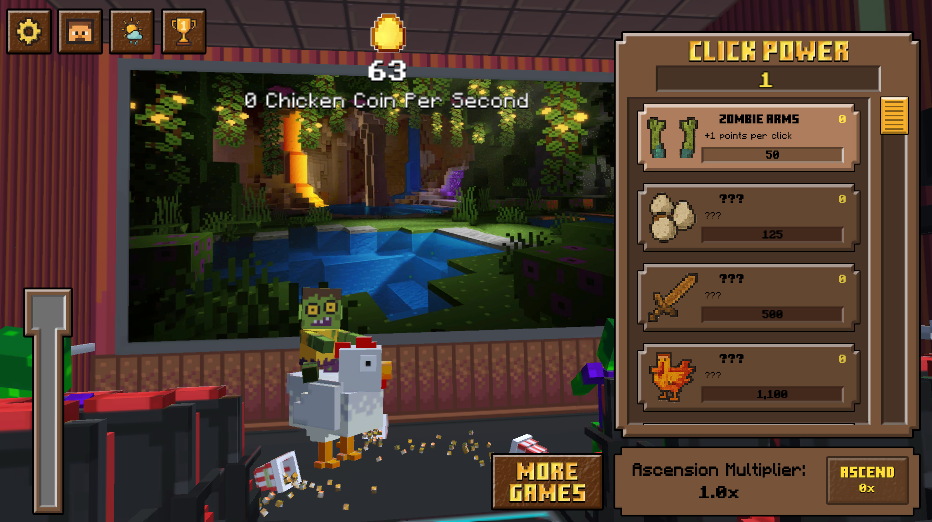 63
0 Chicken Coin Per Second
CLICK POWER
1
ZOMBIE ARMS
0
+1 points per click
50
???
0
???
125
???
0
???
500
???
0
???
1,100
MORE
GAMES
Ascension Multiplier:
1.0x
ASCEND
0x